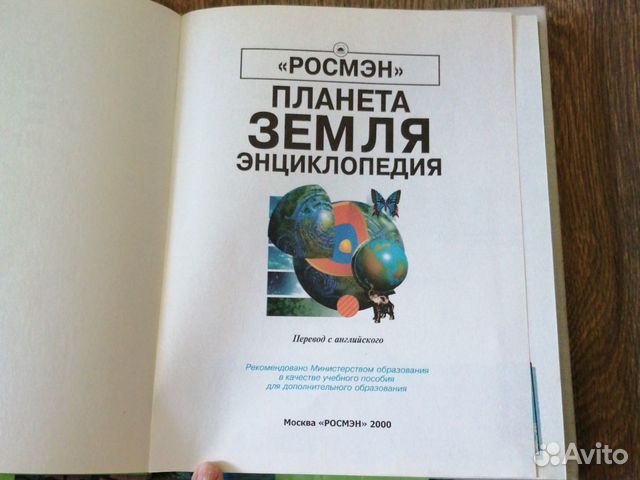 «РОСМЭН»
ПЛАНЕТА
ЗЕМЛЯ
ЭНЦИКЛОПЕДИЯ
Перевод с английского
Рекомендовано Министерством образования
в качестве учебного пособия
для дополнительного образования
Москва «РОСМЭН» 2000
Avito